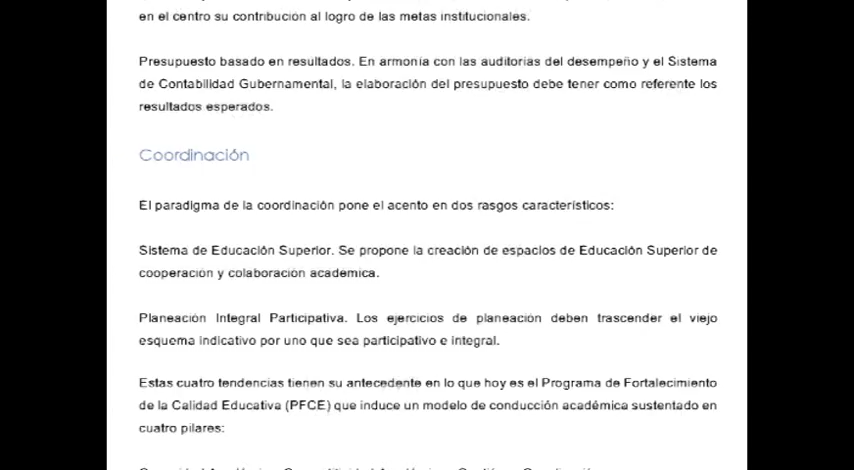 en el centro su contribución al logro de las metas institucionales.
Presupuesto basado en resultados. En armonía con las auditorías del desempeño y el Sistema
de Contabilidad Gubernamental, la elaboración del presupuesto debe tener como referente los
resultados esperados.
Coordinación
El paradigma de la coordinación pone el acento en dos rasgos característicos:
Sistema de Educación Superior. Se propone la creación de espacios de Educación Superior de
cooperación y colaboración académica.
Planeación Integral Participativa. Los ejercicios de planeación deben trascender el viejo
esquema indicativo por uno que sea participativo e integral.
Estas cuatro tendencias tienen su antecedente en lo que hoy es el Programa de Fortalecimiento
de la Calidad Educativa (PFCE) que induce un modelo de conducción académica sustentado en
cuatro pilares: